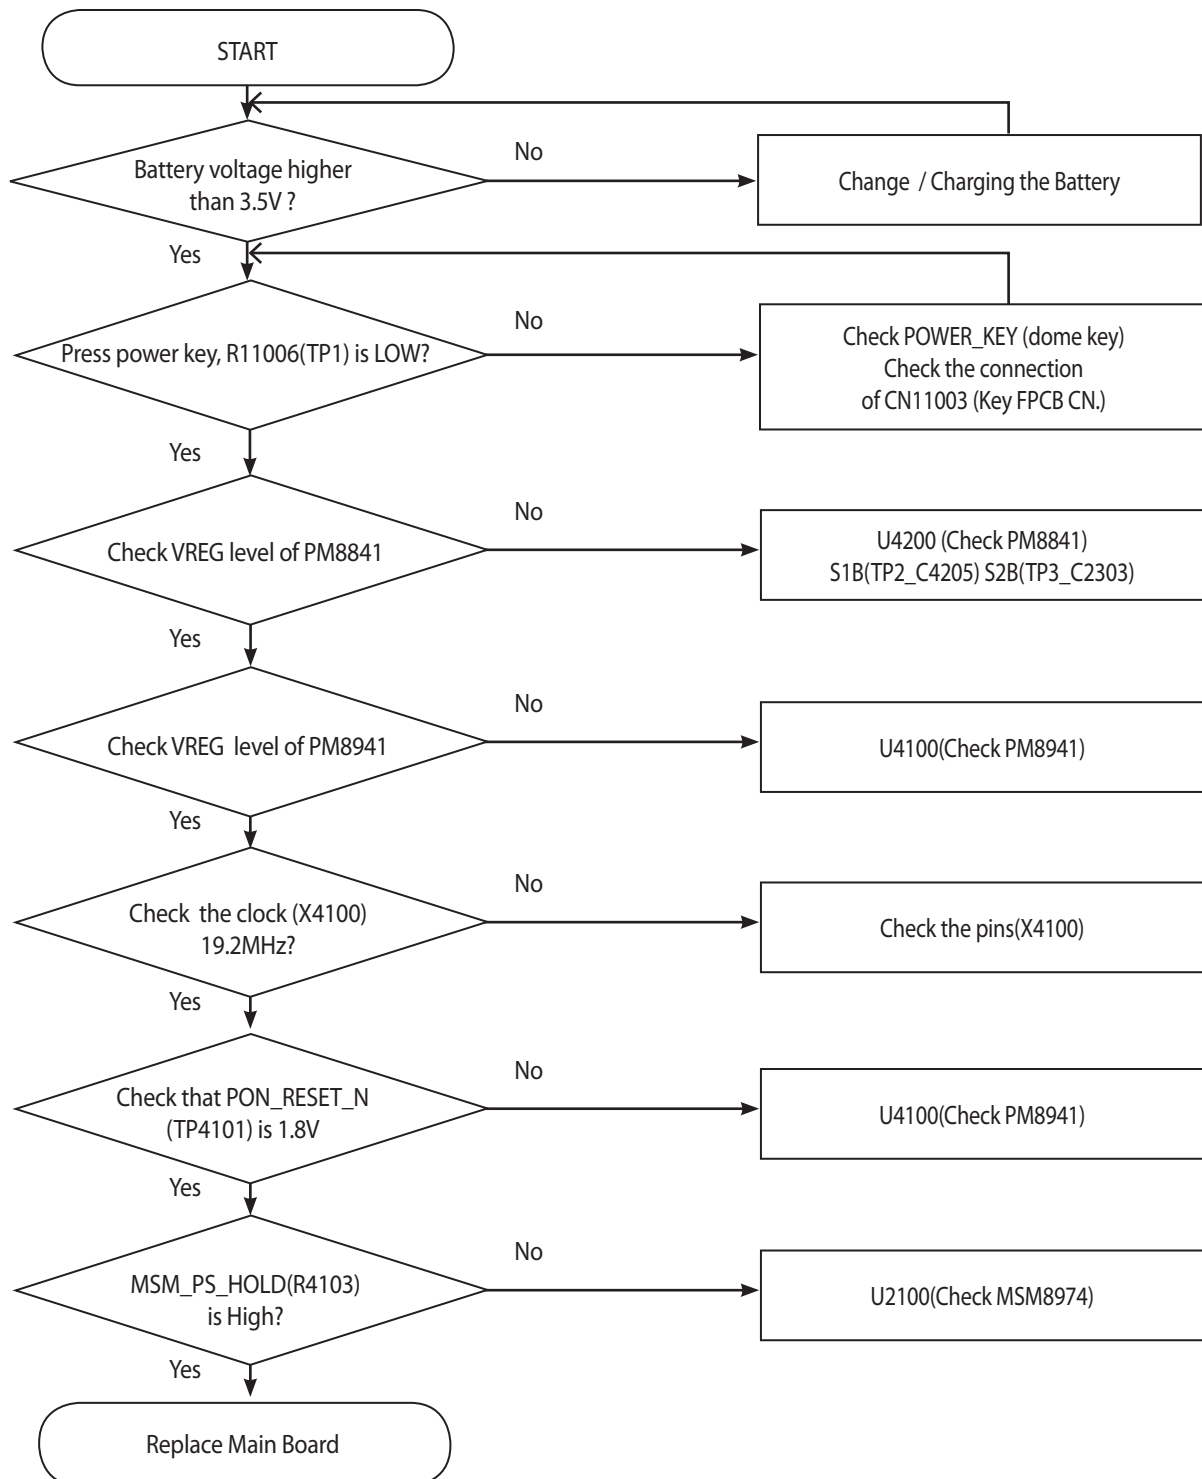 START
Battery voltage higher
than 3.5V ?
No
Change / Charging the Battery
Yes
Press power key, R11006(TP1) is LOW?
No
Check POWER_KEY (dome key)
Check the connection
of CN11003 (Key FPCB CN.)
Yes
Check VREG level of PM8841
No
U4200 (Check PM8841)
S1B(TP2_C4205) S2B(TP3_C2303)
Yes
Check VREG level of PM8941
No
U4100(Check PM8941)
Yes
Check the clock (X4100)
19.2MHz?
No
Check the pins(X4100)
Yes
Check that PON_RESET_N
(TP4101) is 1.8V
No
U4100(Check PM8941)
Yes
MSM_PS_HOLD(R4103)
is High?
No
U2100(Check MSM8974)
Yes
Replace Main Board